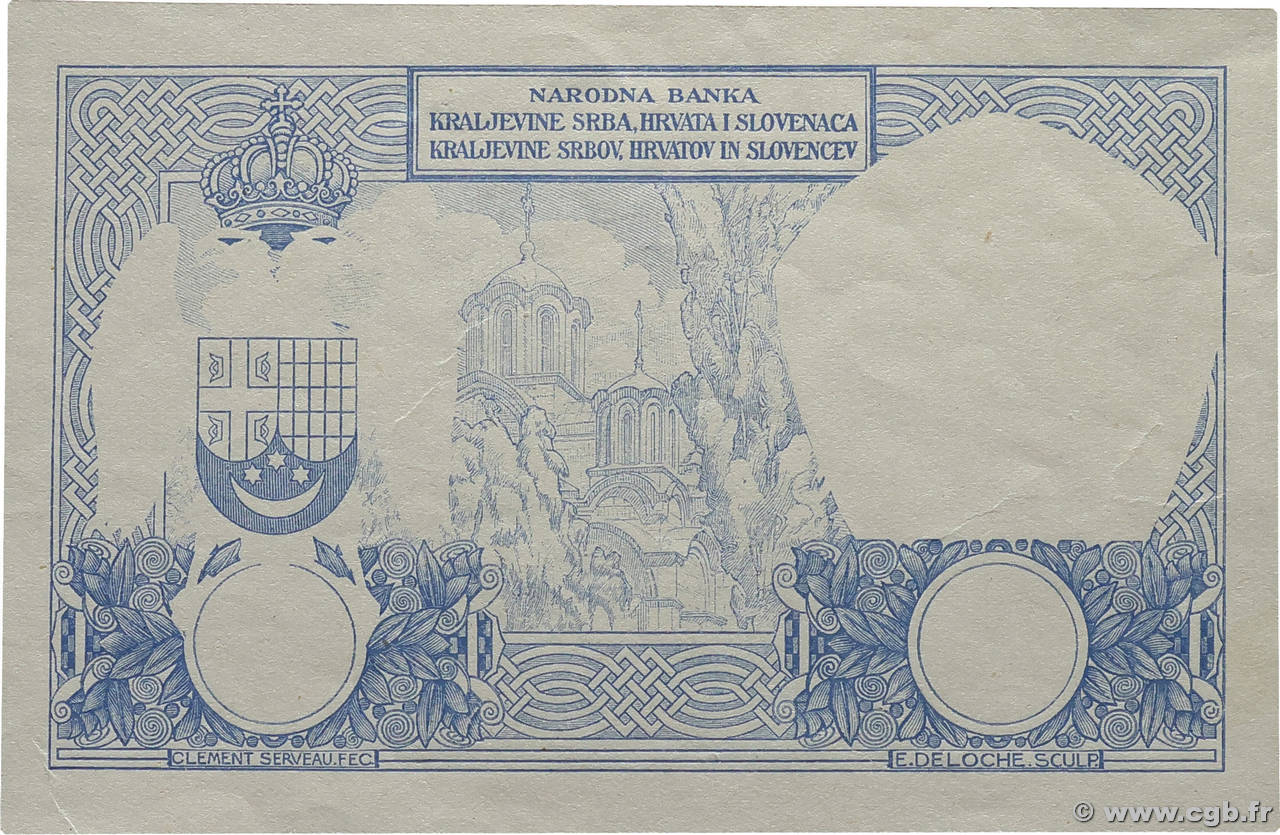 NARODNA BANKA
KRALJEVINE SRBA, HRVATA I SLOVENACA
KRALJEVINE SRBOV, HRVATOV IN SLOVENCEV
CLEMENT SERVEAU. FEC.
E. DELOCHE. SCULP.
© www.cgb.fr